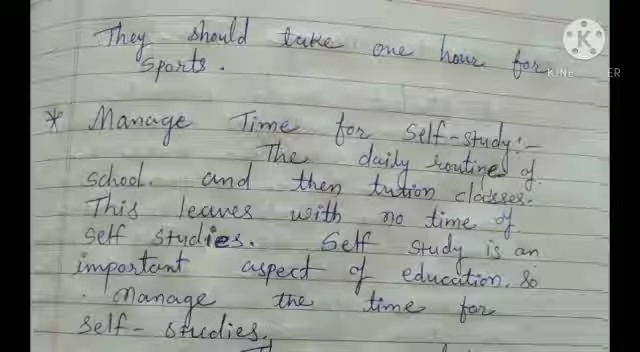 They should take one hour for
sports.
* Manage Time for self-study:-
The daily routine of
school. and then tution classes.
This leaves with no time of
self studies. Self study is an
important aspect of education. so
. manage the time for
self-studies.